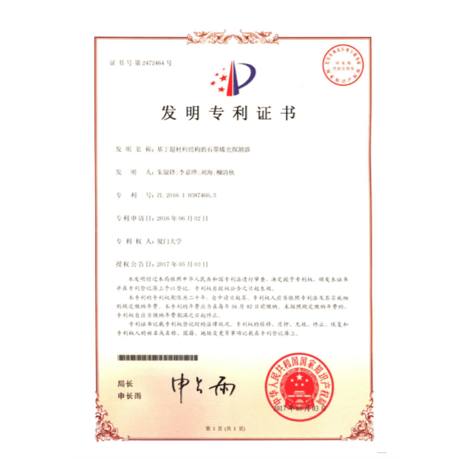 证书号第2472464号
发明专利证书
发 明 名 称：基于超材料结构的石墨烯光探测器
发 明 人：朱锦锋;李嘉晔;刘海;柳清伙
专 利 号：ZL 2016 1 0387460.3
专利申请日：2016年06月02日
专 利 权 人：厦门大学
授权公告日：2017年05月03日
本发明经过本局依照中华人民共和国专利法进行审查，决定授予专利权，颁发本证书
并在专利登记簿上予以登记。专利权自授权公告之日起生效。
本专利的专利权期限为二十年，自申请日起算。专利权人应当依照专利法及其实施细
则规定缴纳年费。本专利的年费应当在每年06月02日前缴纳。未按照规定缴纳年费的，
专利权自应当缴纳年费期满之日起终止。
专利证书记载专利权登记时的法律状况。专利权的转移、质押、无效、终止、恢复和
专利权人的姓名或名称、国籍、地址变更等事项记载在专利登记簿上。
局长
申长雨
申长雨
中华人民共和国国家知识产权局
2017年05月03日
第1页(共1页)